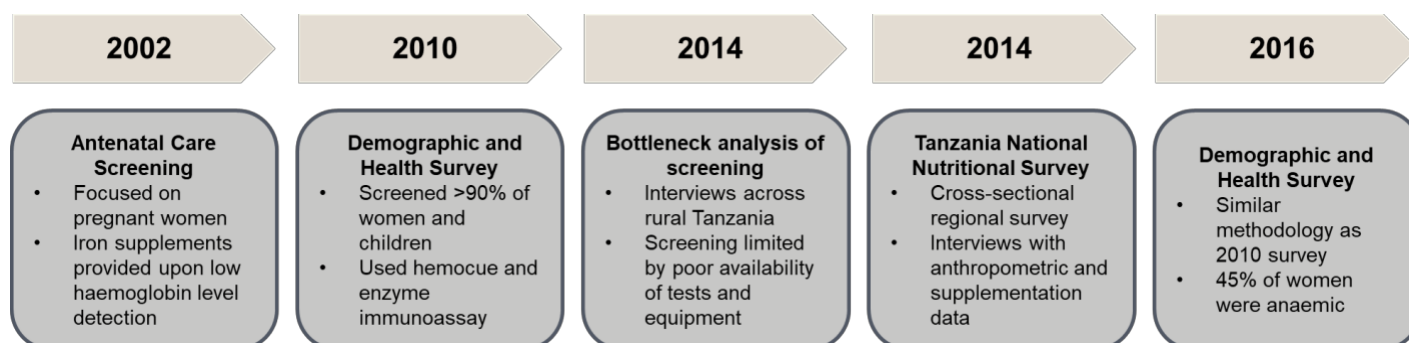 2002
2010
2014
2014
2016
Antenatal Care
Screening
• Focused on
pregnant women
• Iron supplements
provided upon low
haemoglobin level
detection
Demographic and
Health Survey
• Screened >90% of
women and
children
• Used hemocue and
enzyme
immunoassay
Bottleneck analysis of
screening
• Interviews across
rural Tanzania
• Screening limited
by poor availability
of tests and
equipment
Tanzania National
Nutritional Survey
• Cross-sectional
regional survey
• Interviews with
anthropometric and
supplementation
data
Demographic and
Health Survey
• Similar
methodology as
2010 survey
• 45% of women
were anaemic